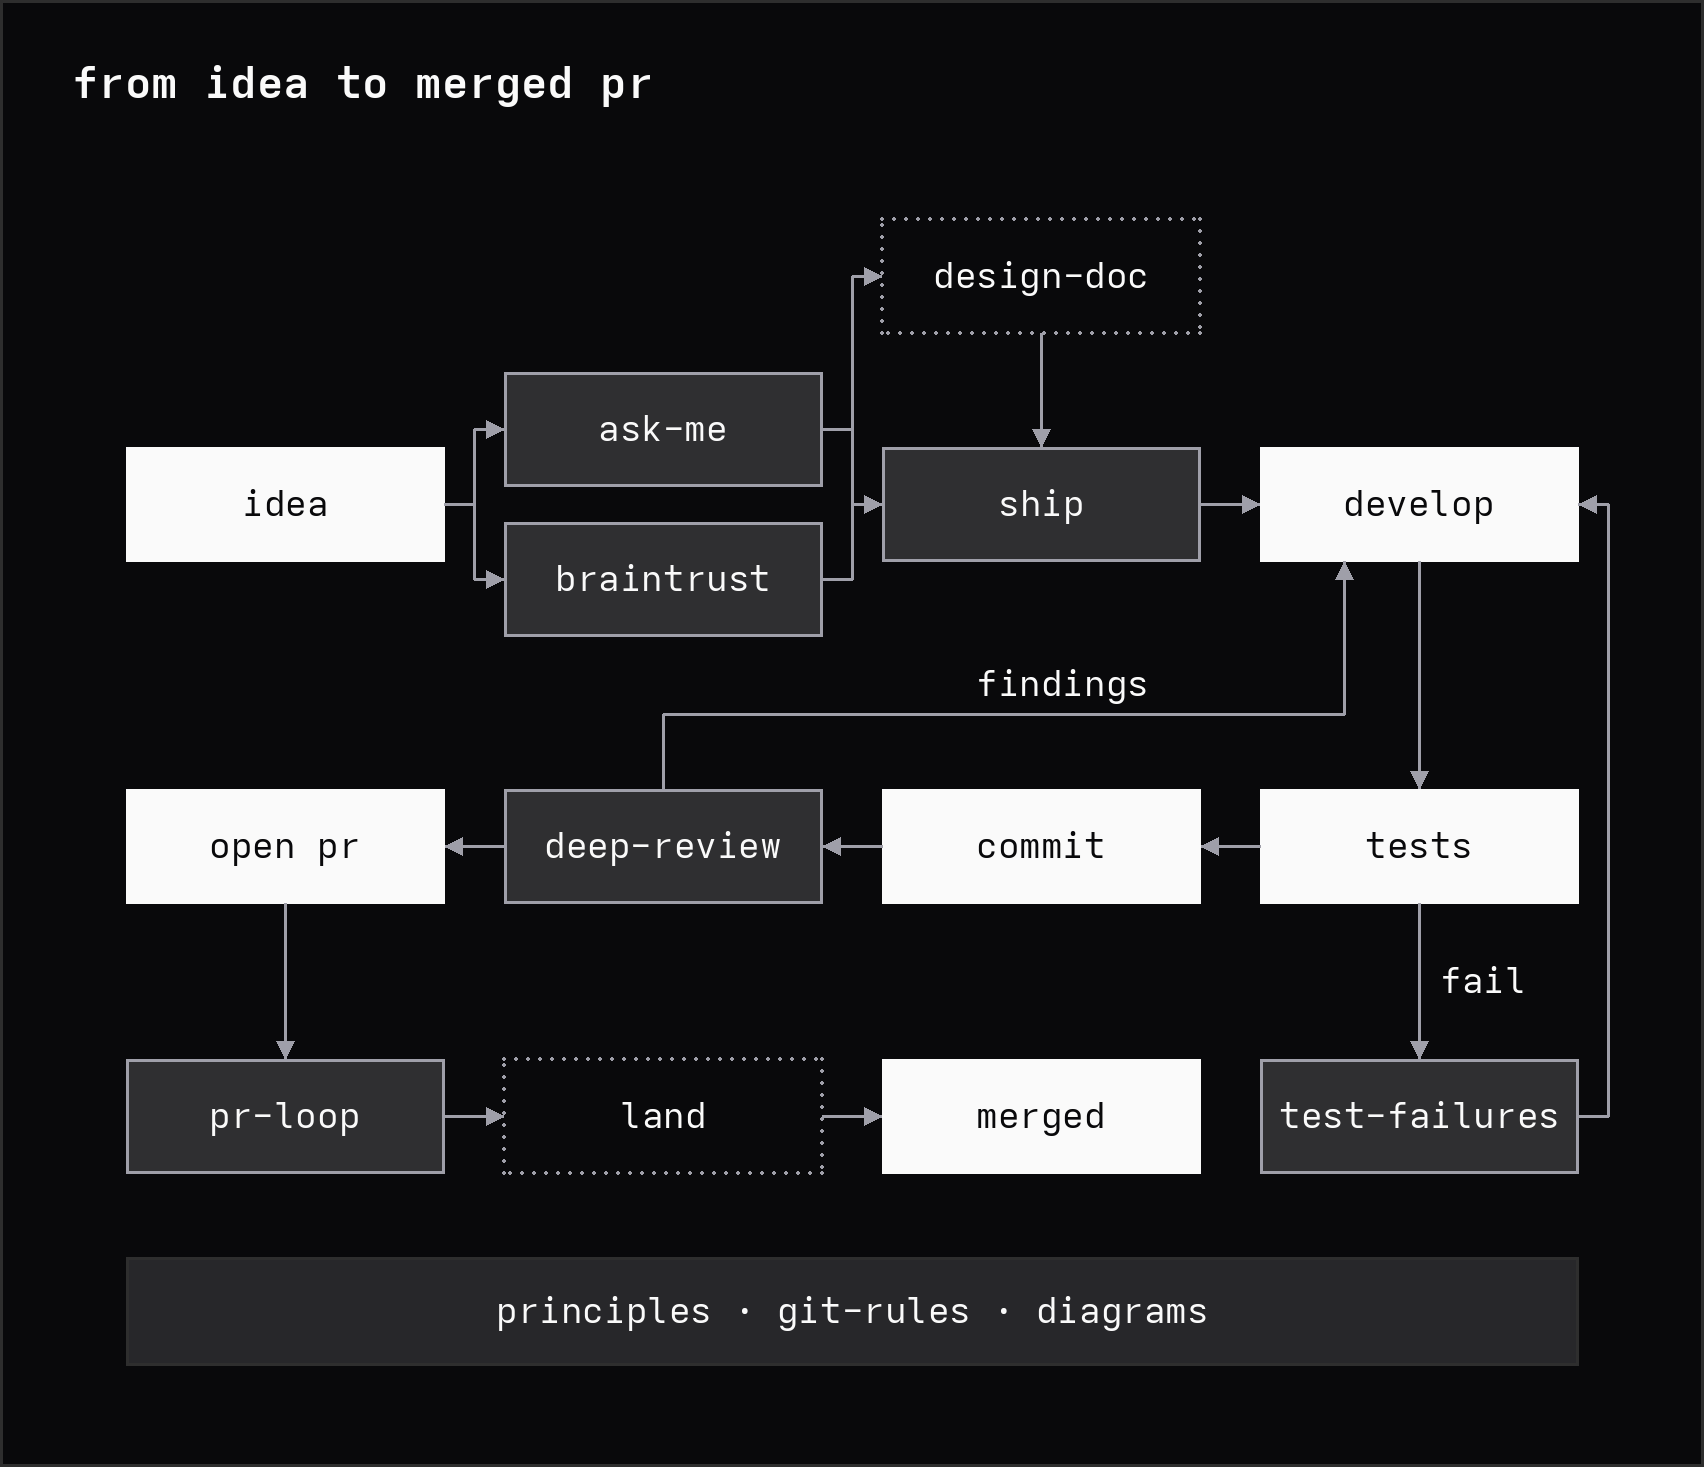 from idea to merged pr
design-doc
ask-me
idea
ship
develop
braintrust
findings
open pr
deep-review
commit
tests
fail
pr-loop
land
merged
test-failures
principles · git-rules · diagrams